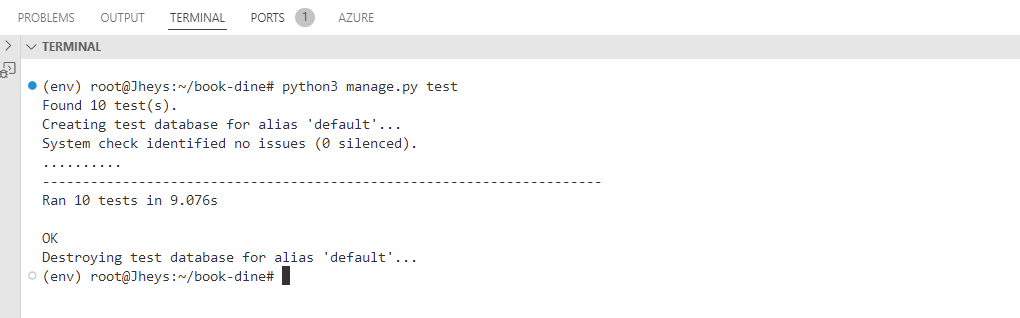 PROBLEMS OUTPUT TERMINAL PORTS 1 AZURE
TERMINAL
(env) root@Jheys:~/book-dine# python3 manage.py test
Found 10 test(s).
Creating test database for alias 'default'...
System check identified no issues (0 silenced).
..........
----------------------------------------------------------------------
Ran 10 tests in 9.076s

OK
Destroying test database for alias 'default'...
(env) root@Jheys:~/book-dine#